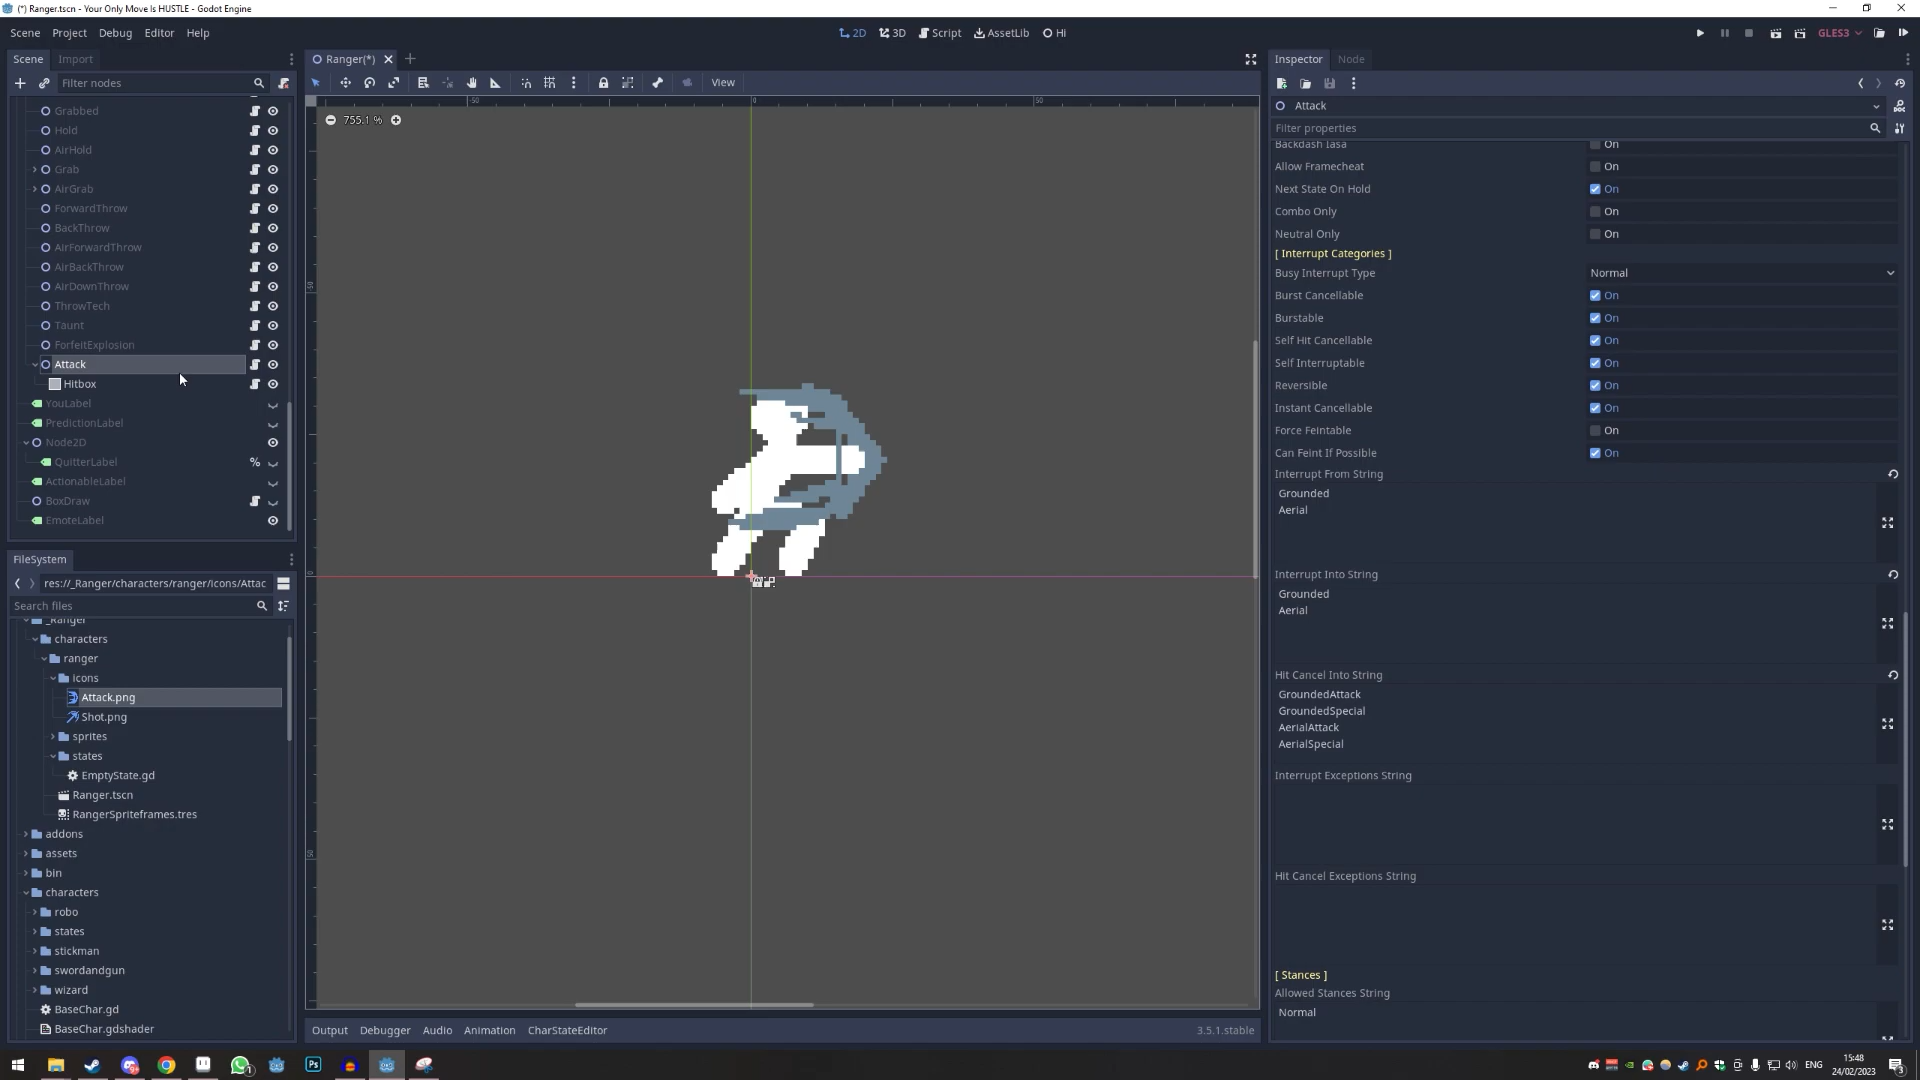 (*) Ranger.tscn - Your Only Move Is HUSTLE - Godot Engine
Scene Project Debug Editor Help
2D 3D Script AssetLib Hi
GLES3
Scene Import
Filter nodes
Grabbed
Hold
AirHold
Grab
AirGrab
ForwardThrow
BackThrow
AirForwardThrow
AirBackThrow
AirDownThrow
ThrowTech
Taunt
ForfeitExplosion
Attack
Hitbox
YouLabel
PredictionLabel
Node2D
QuitterLabel %
ActionableLabel
BoxDraw
EmoteLabel
FileSystem
res://_Ranger/characters/ranger/icons/Attac
Search files
_Ranger
characters
ranger
icons
Attack.png
Shot.png
sprites
states
EmptyState.gd
Ranger.tscn
RangerSpriteframes.tres
addons
assets
bin
characters
robo
states
stickman
swordandgun
wizard
BaseChar.gd
BaseChar.gdshader
Ranger(*)
View
755.1 %
Output Debugger Audio Animation CharStateEditor 3.5.1.stable
Inspector Node
Attack
Filter properties
Backdash Iasa On
Allow Framecheat On
Next State On Hold On
Combo Only On
Neutral Only On
[ Interrupt Categories ]
Busy Interrupt Type Normal
Burst Cancellable On
Burstable On
Self Hit Cancellable On
Self Interruptable On
Reversible On
Instant Cancellable On
Force Feintable On
Can Feint If Possible On
Interrupt From String
Grounded
Aerial
Interrupt Into String
Grounded
Aerial
Hit Cancel Into String
GroundedAttack
GroundedSpecial
AerialAttack
AerialSpecial
Interrupt Exceptions String
Hit Cancel Exceptions String
[ Stances ]
Allowed Stances String
Normal
ENG
15:48
24/02/2023